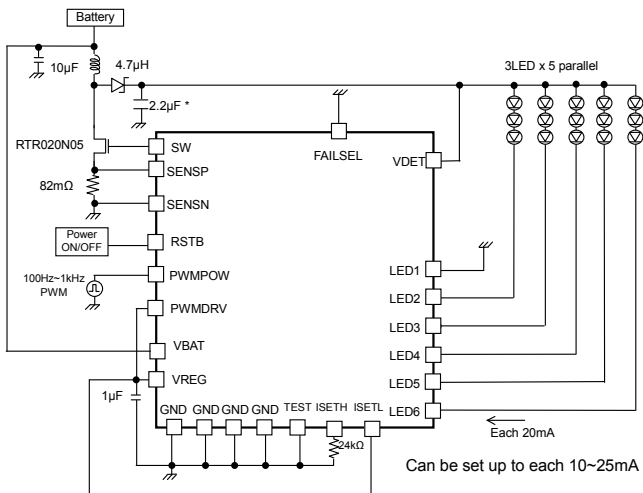 Battery
10µF
4.7µH
3LED x 5 parallel
2.2µF *
RTR020N05
SW
FAILSEL
VDET
SENSP
82mΩ
SENSN
Power
ON/OFF
RSTB
LED1
100Hz~1kHz
PWM
PWMPOW
LED2
PWMDRV
LED3
VBAT
LED4
VREG
LED5
1µF
GND
GND
GND
GND
TEST
ISETH
ISETL
LED6
Each 20mA
24kΩ
Can be set up to each 10~25mA